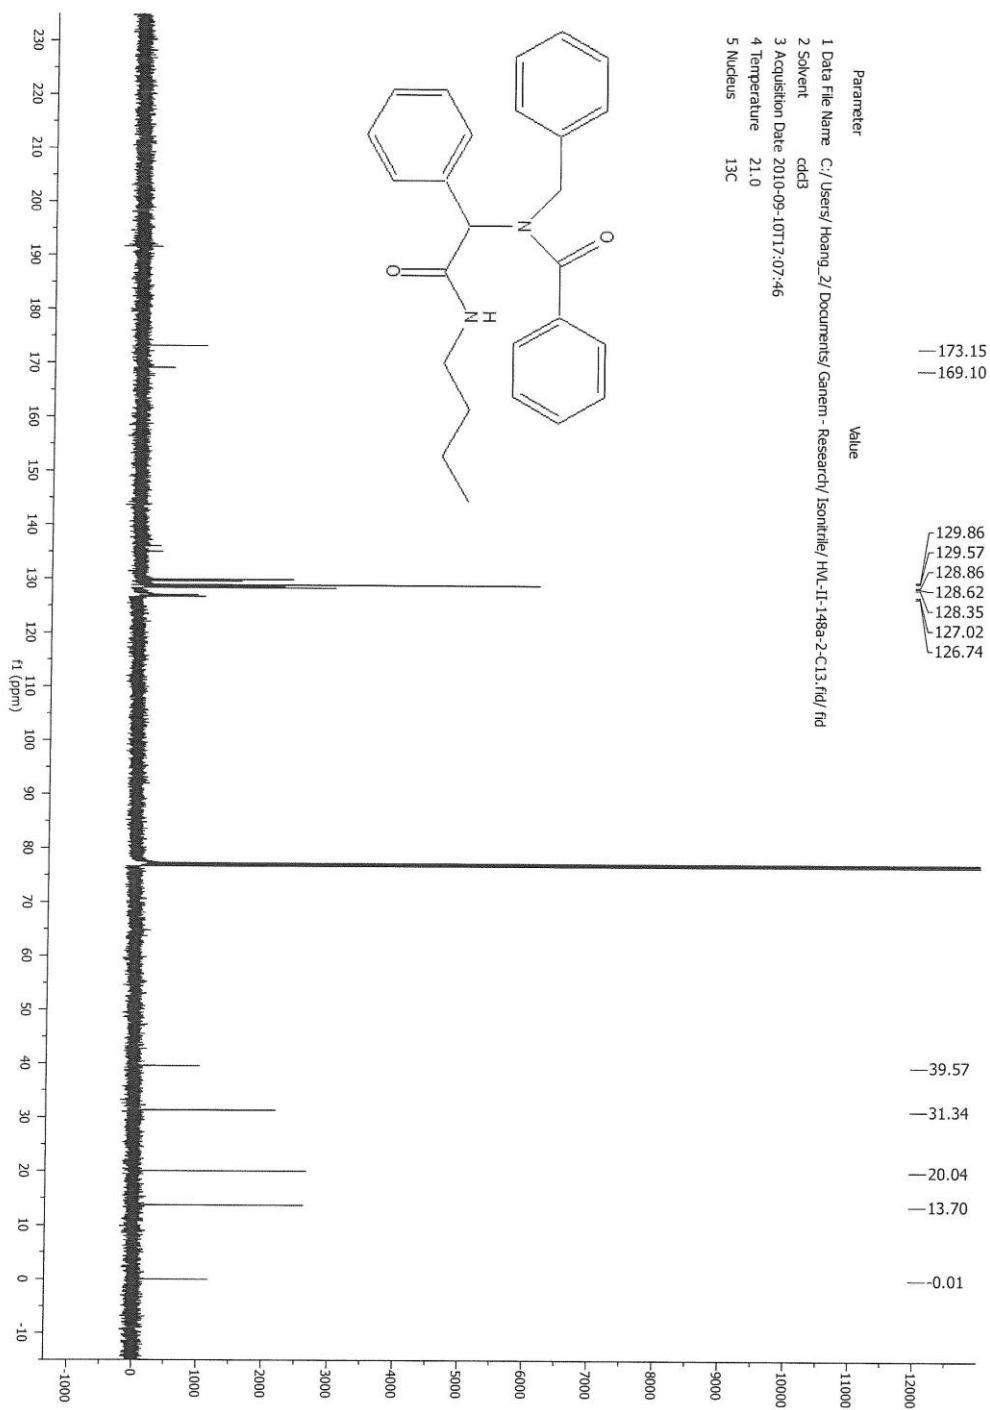 Parameter Value
1 Data File Name C:/ Users/ Hoang_2/ Documents/ Ganem - Research/ Isonitrile/ HVL-II-148a-2-C13.fid/ fid
2 Solvent cdcl3
3 Acquisition Date 2010-09-10T17:07:46
4 Temperature 21.0
5 Nucleus 13C
173.15
169.10
129.86
129.57
128.86
128.62
128.35
127.02
126.74
39.57
31.34
20.04
13.70
-0.01
O
N
O
H
N
12000
11000
10000
9000
8000
7000
6000
5000
4000
3000
2000
1000
0
-1000
230 220 210 200 190 180 170 160 150 140 130 120 110 100 90 80 70 60 50 40 30 20 10 0 -10
f1 (ppm)